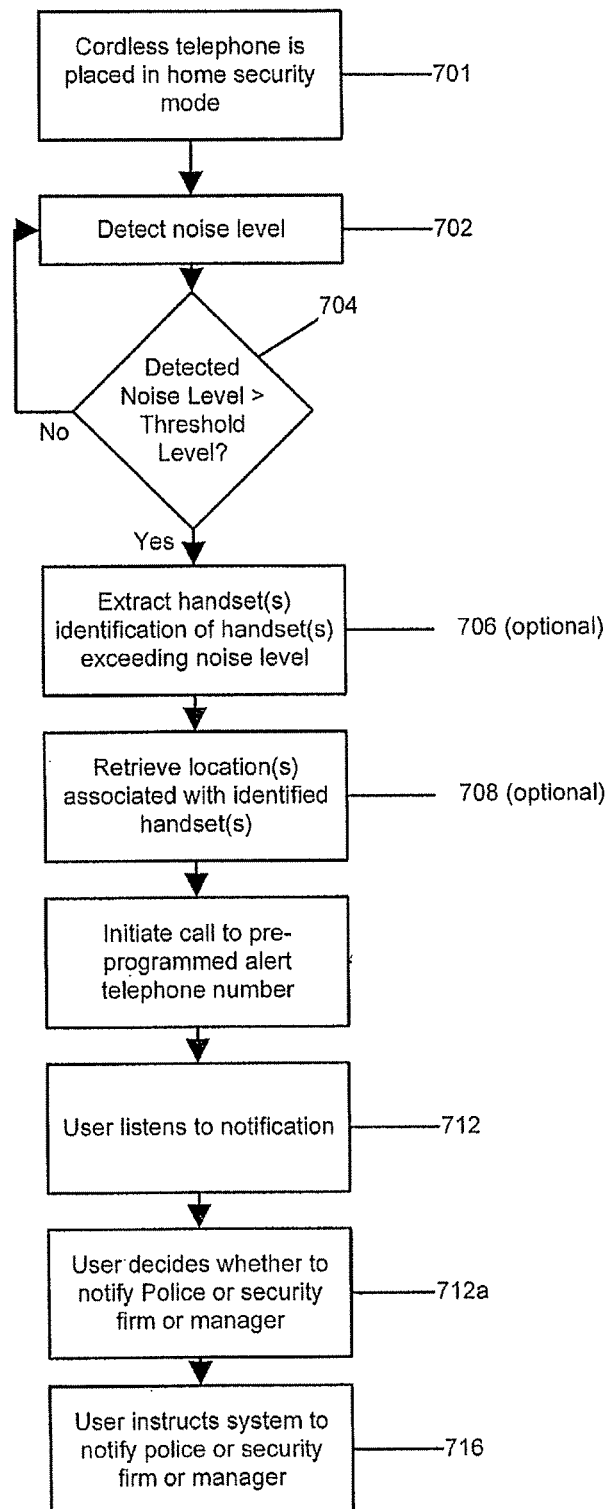 Cordless telephone is
placed in home security
mode
701
Detect noise level
702
704
Detected
Noise Level >
Threshold
Level?
No
Yes
Extract handset(s)
identification of handset(s)
exceeding noise level
706 (optional)
Retrieve location(s)
associated with identified
handset(s)
708 (optional)
Initiate call to pre-
programmed alert
telephone number
User listens to notification
712
User decides whether to
notify Police or security
firm or manager
712a
User instructs system to
notify police or security
firm or manager
716